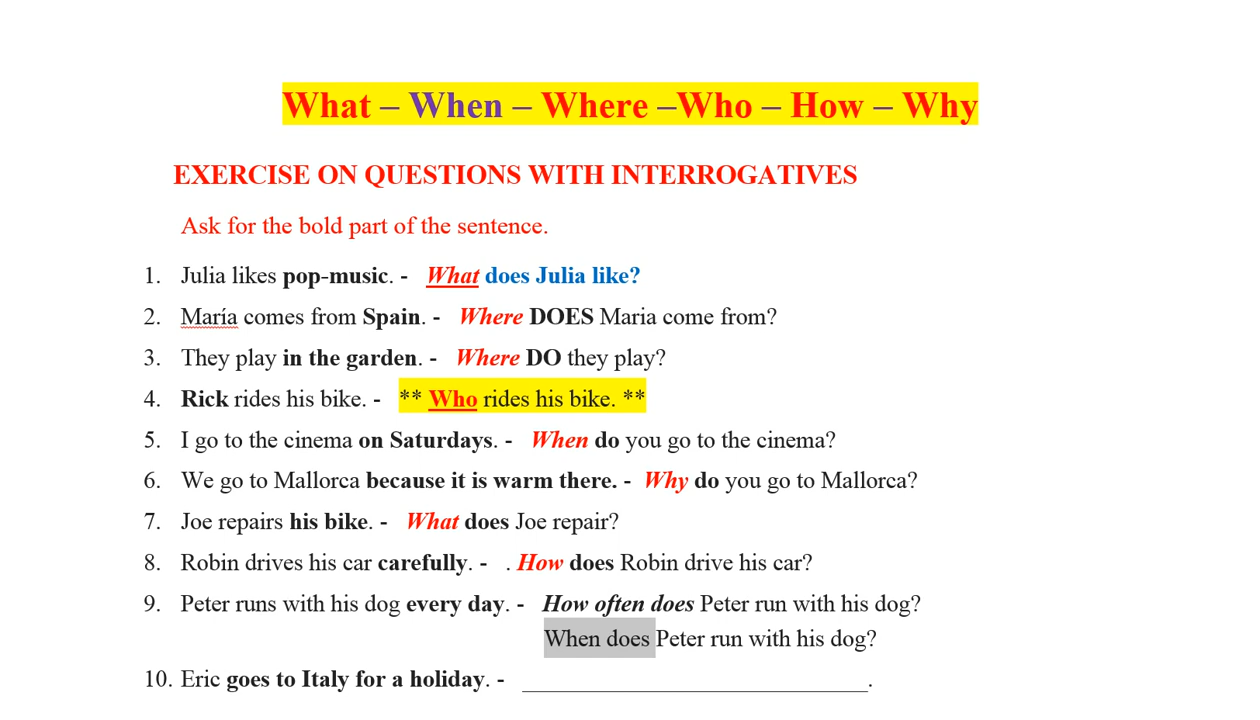 What – When – Where –Who – How – Why
EXERCISE ON QUESTIONS WITH INTERROGATIVES
Ask for the bold part of the sentence.
1. Julia likes pop-music. - What does Julia like?
2. María comes from Spain. - Where DOES Maria come from?
3. They play in the garden. - Where DO they play?
4. Rick rides his bike. - ** Who rides his bike. **
5. I go to the cinema on Saturdays. - When do you go to the cinema?
6. We go to Mallorca because it is warm there. - Why do you go to Mallorca?
7. Joe repairs his bike. - What does Joe repair?
8. Robin drives his car carefully. - . How does Robin drive his car?
9. Peter runs with his dog every day. - How often does Peter run with his dog?
When does Peter run with his dog?
10. Eric goes to Italy for a holiday. - ____________________________.